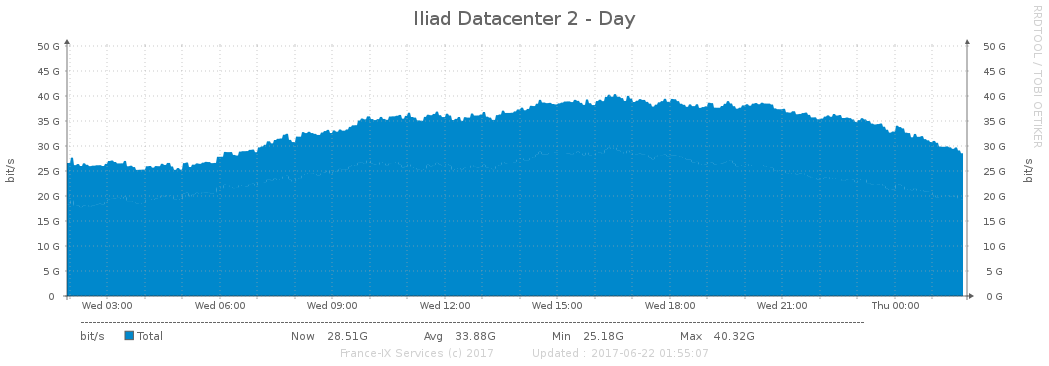 Iliad Datacenter 2 - Day
RRDTOOL / TOBI OETIKER
50 G 50 G
45 G 45 G
40 G 40 G
35 G 35 G
30 G 30 G
25 G 25 G
20 G 20 G
15 G 15 G
10 G 10 G
5 G 5 G
0 0 G
bit/s bit/s
Wed 03:00 Wed 06:00 Wed 09:00 Wed 12:00 Wed 15:00 Wed 18:00 Wed 21:00 Thu 00:00
bit/s Total Now 28.51G Avg 33.88G Min 25.18G Max 40.32G
France-IX Services (c) 2017 Updated : 2017-06-22 01:55:07